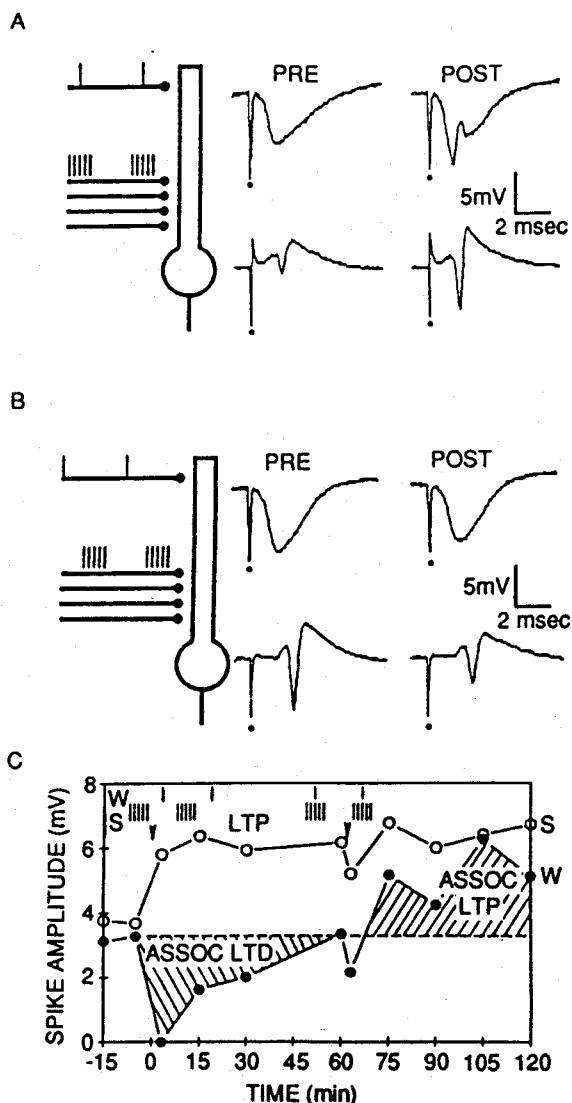 A
PRE
POST
5mV
2 msec
B
PRE
POST
5mV
2 msec
C
SPIKE AMPLITUDE (mV)
8
6
4
2
0
W
S
LTP
S
W
ASSOC
LTP
ASSOC LTD
-15 0 15 30 45 60 75 90 105 120
TIME (min)